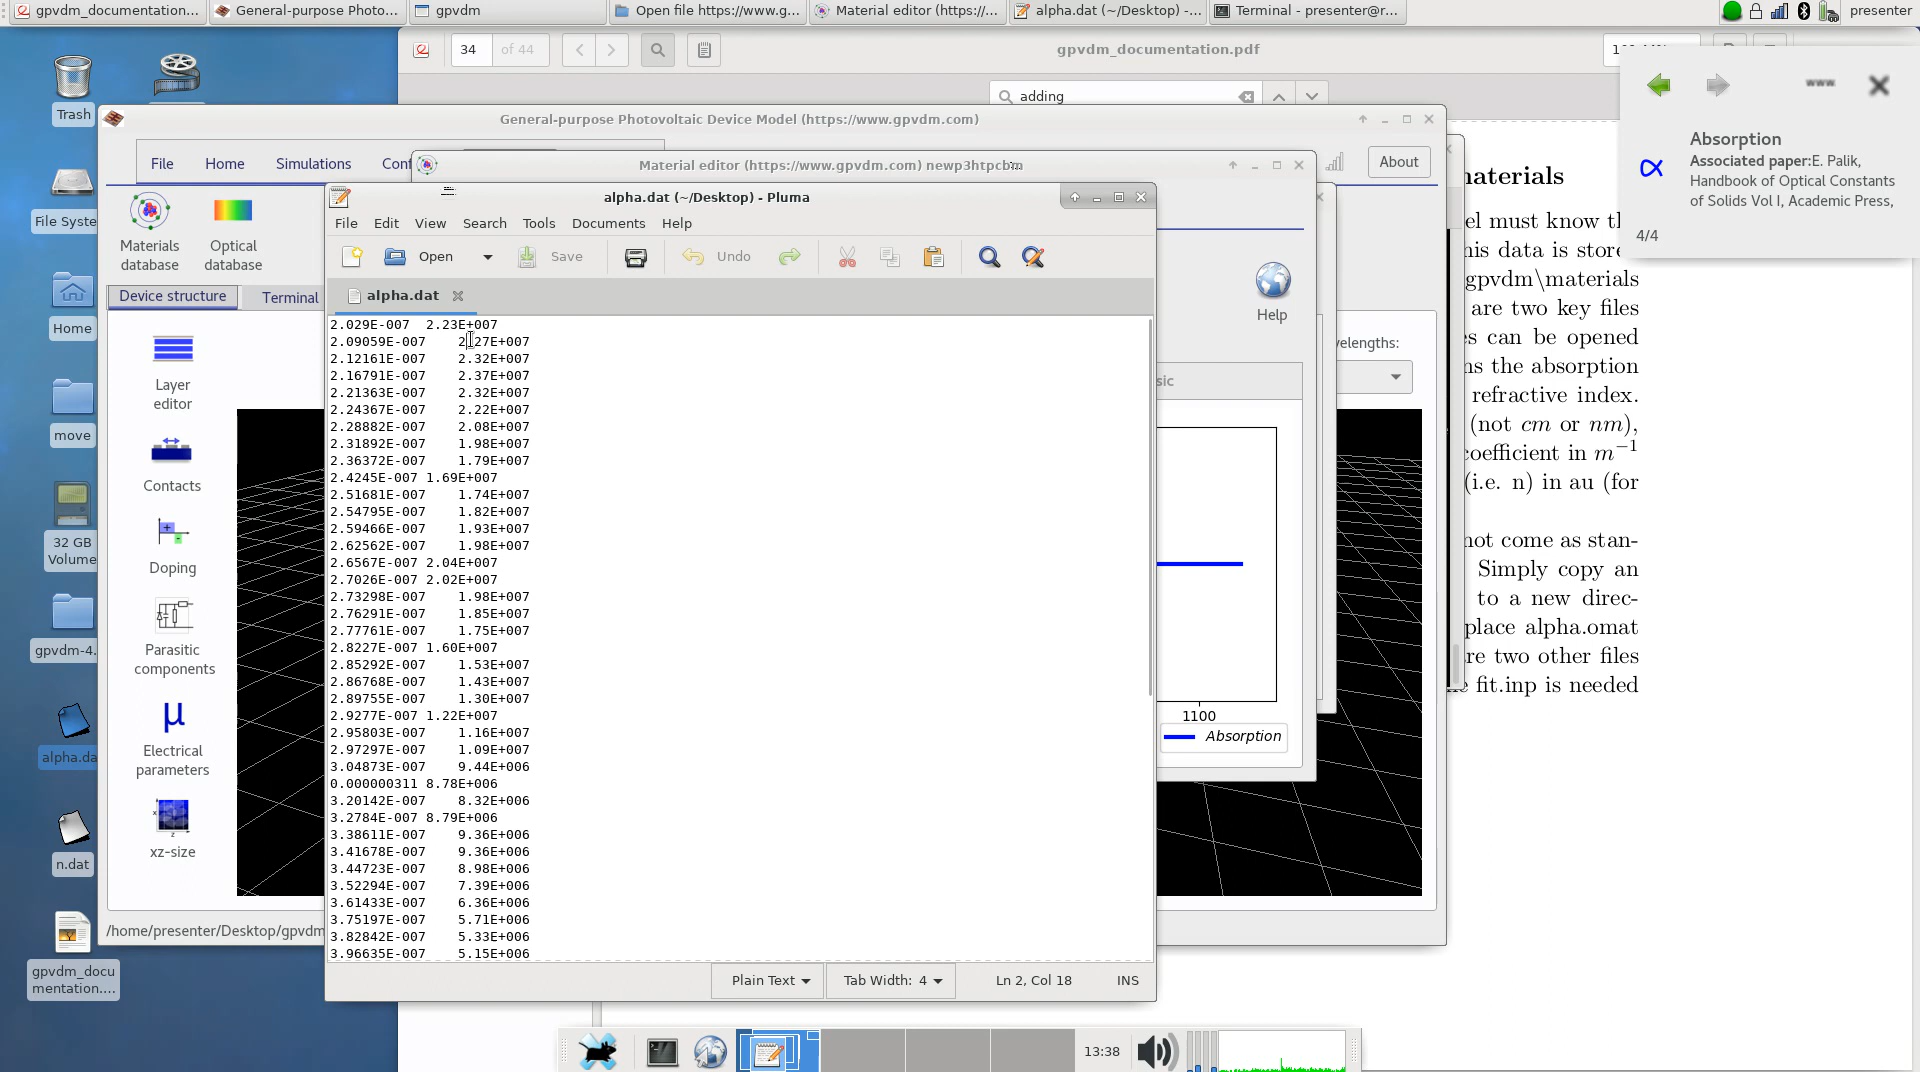 gpvdm_documentation...
General-purpose Photo...
gpvdm
Open file https://www.g...
Material editor (https://...
alpha.dat (~/Desktop) -...
Terminal - presenter@r...
presenter
34
of 44
gpvdm_documentation.pdf
adding
General-purpose Photovoltaic Device Model (https://www.gpvdm.com)
File
Home
Simulations
About
Material editor (https://www.gpvdm.com) newp3htpcbm
alpha.dat (~/Desktop) - Pluma
File
Edit
View
Search
Tools
Documents
Help
Open
Save
Undo
alpha.dat
2.029E-007 2.23E+007
2.09059E-007 2.27E+007
2.12161E-007 2.32E+007
2.16791E-007 2.37E+007
2.21363E-007 2.32E+007
2.24367E-007 2.22E+007
2.28882E-007 2.08E+007
2.31892E-007 1.98E+007
2.36372E-007 1.79E+007
2.4245E-007 1.69E+007
2.51681E-007 1.74E+007
2.54795E-007 1.82E+007
2.59466E-007 1.93E+007
2.62562E-007 1.98E+007
2.6567E-007 2.04E+007
2.7026E-007 2.02E+007
2.73298E-007 1.98E+007
2.76291E-007 1.85E+007
2.77761E-007 1.75E+007
2.8227E-007 1.60E+007
2.85292E-007 1.53E+007
2.86768E-007 1.43E+007
2.89755E-007 1.30E+007
2.9277E-007 1.22E+007
2.95803E-007 1.16E+007
2.97297E-007 1.09E+007
3.04873E-007 9.44E+006
0.000000311 8.78E+006
3.20142E-007 8.32E+006
3.2784E-007 8.79E+006
3.38611E-007 9.36E+006
3.41678E-007 9.36E+006
3.44723E-007 8.98E+006
3.52294E-007 7.39E+006
3.61433E-007 6.36E+006
3.75197E-007 5.71E+006
3.82842E-007 5.33E+006
3.96635E-007 5.15E+006
Plain Text
Tab Width: 4
Ln 2, Col 18
INS
Trash
File Syste
Home
move
32 GB
Volume
gpvdm-4.
alpha.da
n.dat
gpvdm_docu
mentation....
Materials
database
Optical
database
Device structure
Terminal
Layer
editor
Contacts
Doping
Parasitic
components
μ
Electrical
parameters
xz-size
/home/presenter/Desktop/gpvdm
Help
sic
velengths:
1100
Absorption
Absorption
Associated paper:E. Palik,
Handbook of Optical Constants
of Solids Vol I, Academic Press,
4/4
α
www
materials
el must know th
his data is store
gpvdm\materials
are two key files
s can be opened
ns the absorption
refractive index.
(not cm or nm),
coefficient in m⁻¹
(i.e. n) in au (for
not come as stan-
Simply copy an
to a new direc-
place alpha.omat
re two other files
e fit.inp is needed
13:38